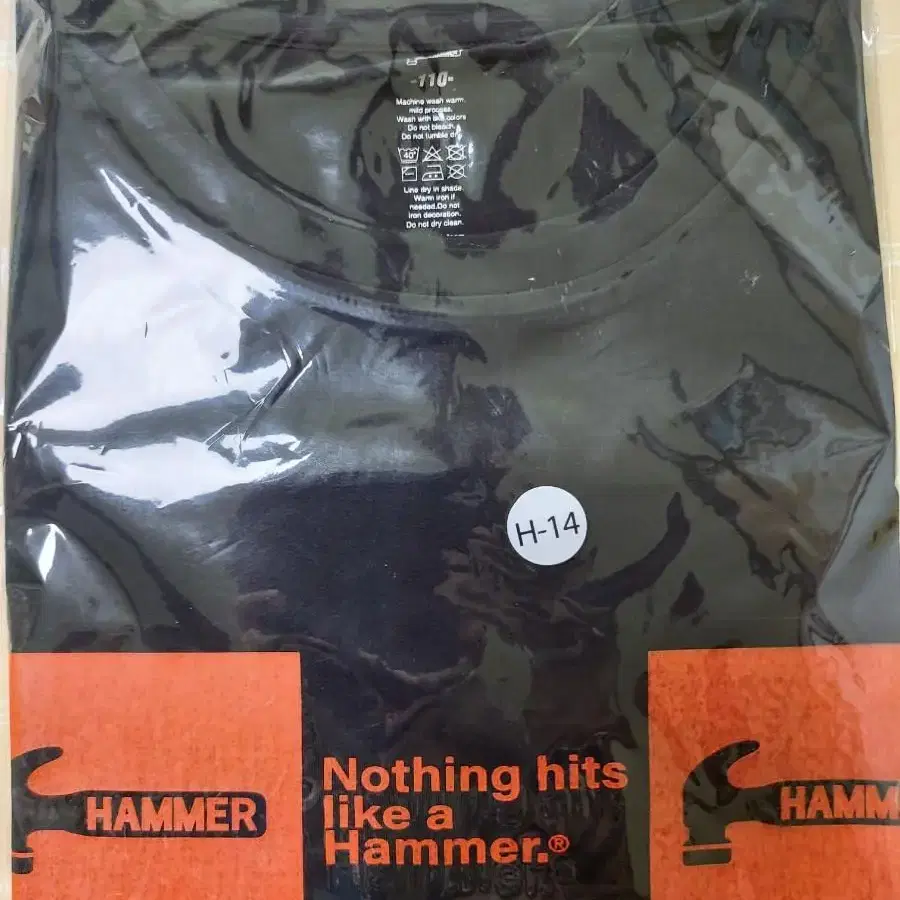 -110-
Machine wash warm,
mild process.
Wash with like colors
Do not bleach.
Do not tumble dry
40°
Line dry in shade.
Warm iron if
needed.Do not
iron decoration.
Do not dry clean.
H-14
HAMMER
Nothing hits
like a
Hammer.®
HAMM